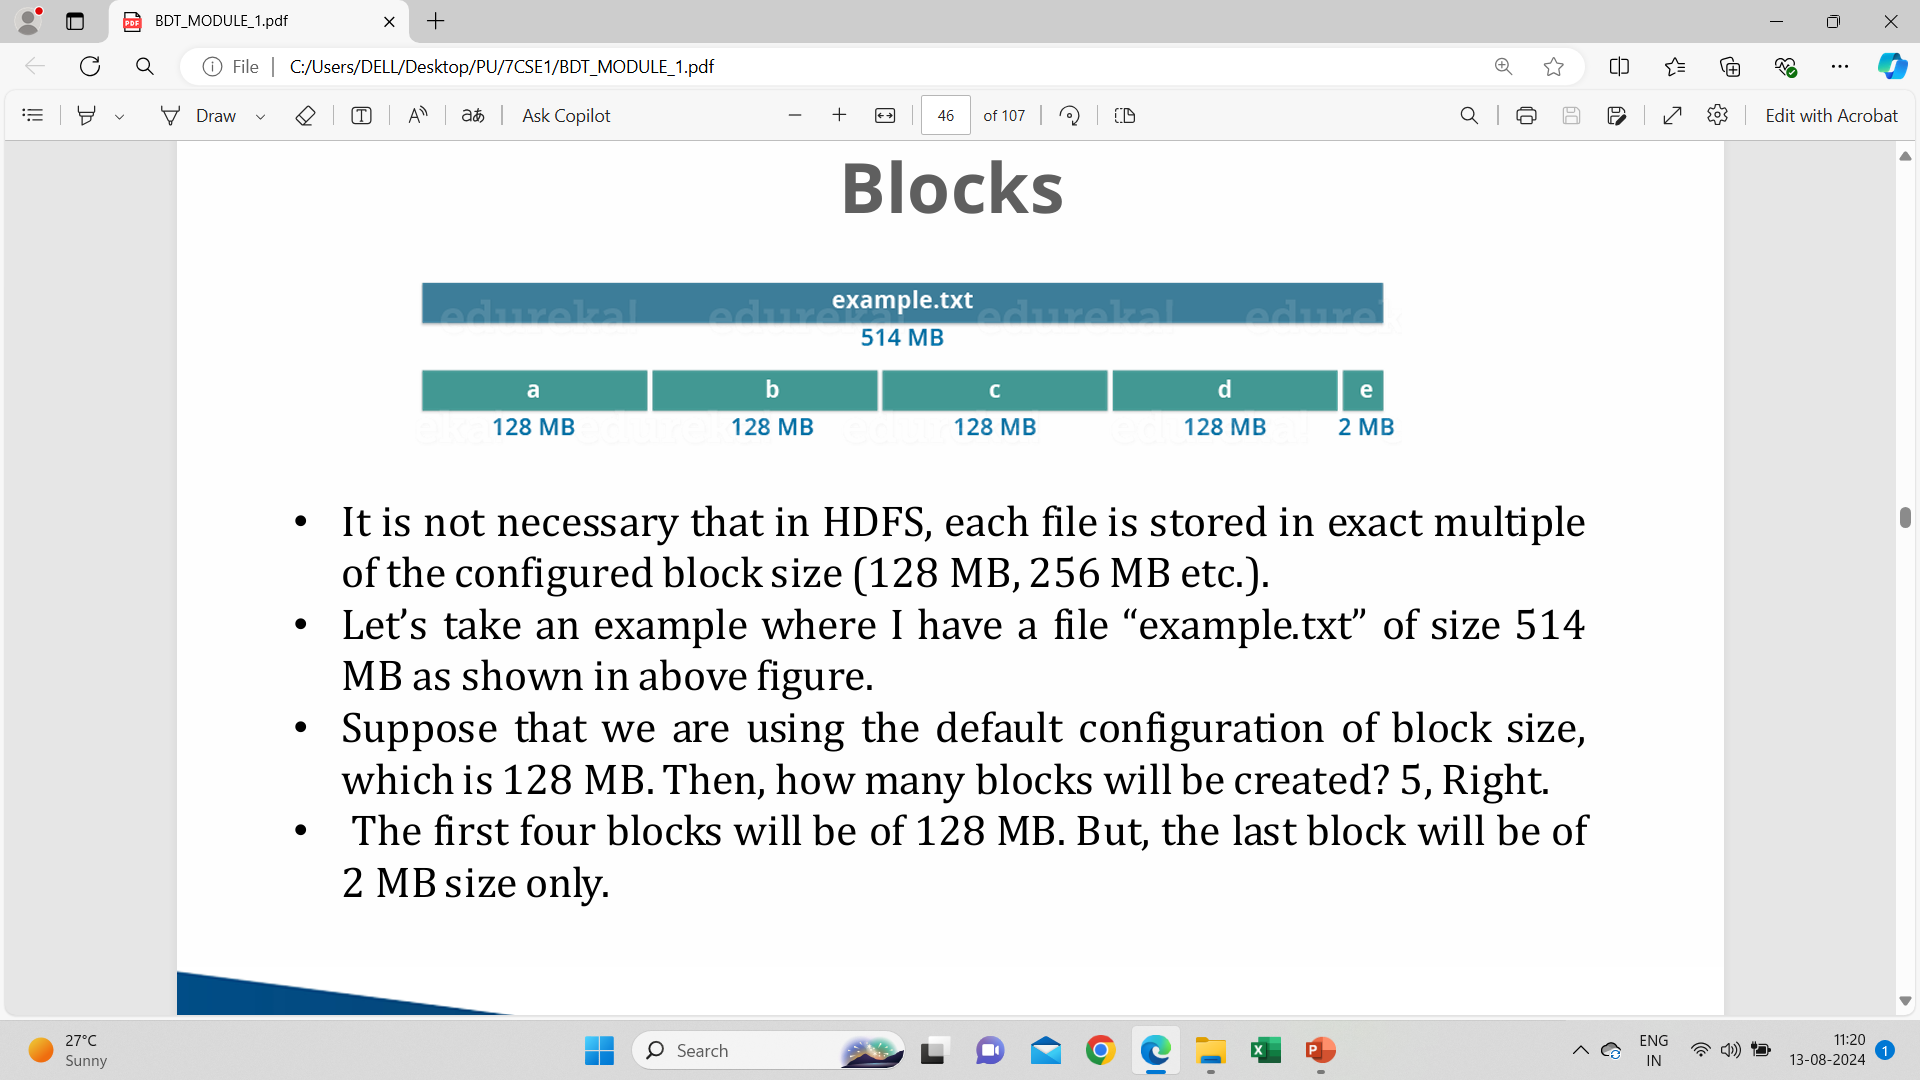 BDT_MODULE_1.pdf
File
C:/Users/DELL/Desktop/PU/7CSE1/BDT_MODULE_1.pdf
Draw
Ask Copilot
46 of 107
Edit with Acrobat
Blocks
example.txt
514 MB
a b c d e
128 MB 128 MB 128 MB 128 MB 2 MB
• It is not necessary that in HDFS, each file is stored in exact multiple
of the configured block size (128 MB, 256 MB etc.).
• Let’s take an example where I have a file “example.txt” of size 514
MB as shown in above figure.
• Suppose that we are using the default configuration of block size,
which is 128 MB. Then, how many blocks will be created? 5, Right.
• The first four blocks will be of 128 MB. But, the last block will be of
2 MB size only.
27°C
Sunny
Search
ENG
IN
11:20
13-08-2024
1